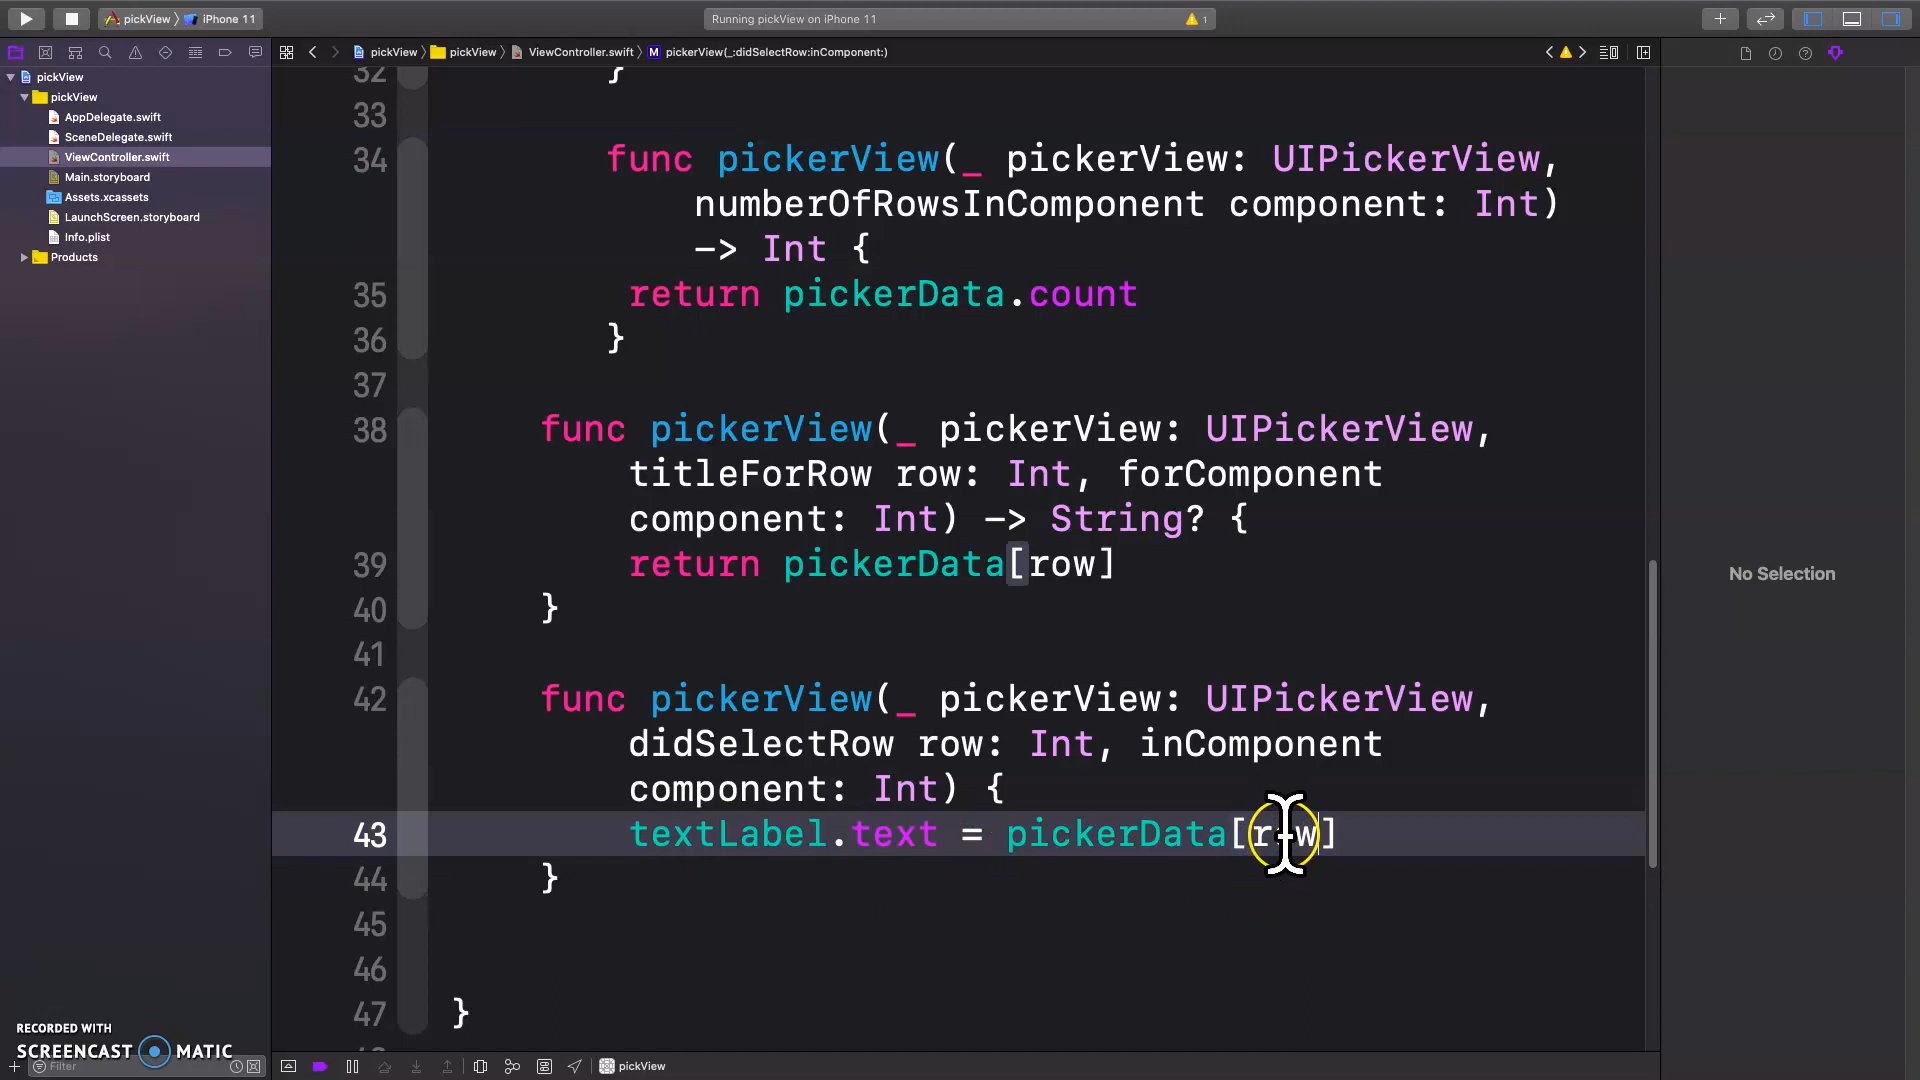 pickView 〉 iPhone 11
Running pickView on iPhone 11
1
pickView 〉 pickView 〉 ViewController.swift 〉 M pickerView(_:didSelectRow:inComponent:)
pickView
pickView
AppDelegate.swift
SceneDelegate.swift
ViewController.swift
Main.storyboard
Assets.xcassets
LaunchScreen.storyboard
Info.plist
Products
32 }
33
34 func pickerView(_ pickerView: UIPickerView,
numberOfRowsInComponent component: Int)
-> Int {
35 return pickerData.count
36 }
37
38 func pickerView(_ pickerView: UIPickerView,
titleForRow row: Int, forComponent
component: Int) -> String? {
39 return pickerData[row]
40 }
41
42 func pickerView(_ pickerView: UIPickerView,
didSelectRow row: Int, inComponent
component: Int) {
43 textLabel.text = pickerData[row]
44 }
45
46
47 }
No Selection
RECORDED WITH
SCREENCAST MATIC
Filter
pickView